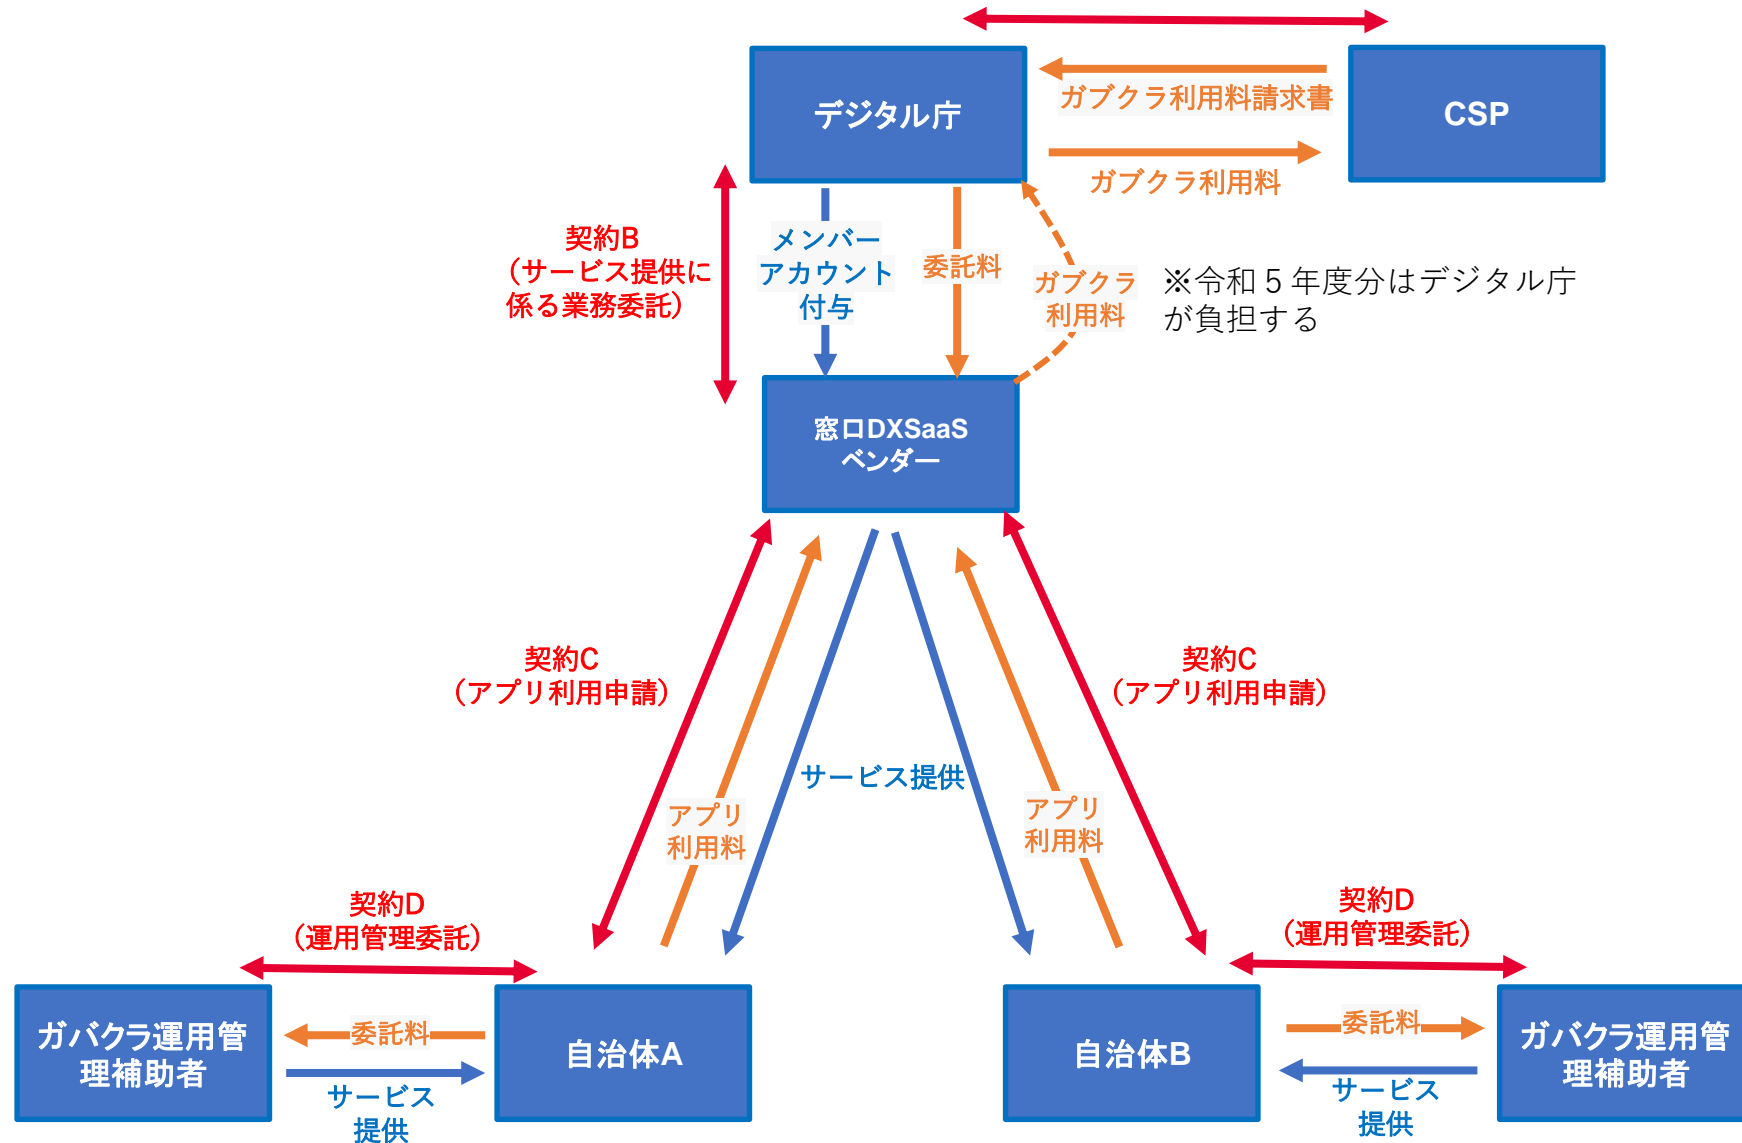 デジタル庁
ガブクラ利用料請求書
CSP
ガブクラ利用料
契約B
（サービス提供に
係る業務委託）
メンバー
アカウント
付与
委託料
ガブクラ
利用料
※令和５年度分はデジタル庁
が負担する
窓口DXSaaS
ベンダー
契約C
（アプリ利用申請）
契約C
（アプリ利用申請）
サービス提供
アプリ
利用料
アプリ
利用料
契約D
（運用管理委託）
契約D
（運用管理委託）
ガバクラ運用管
理補助者
委託料
サービス
提供
自治体A
自治体B
委託料
サービス
提供
ガバクラ運用管
理補助者